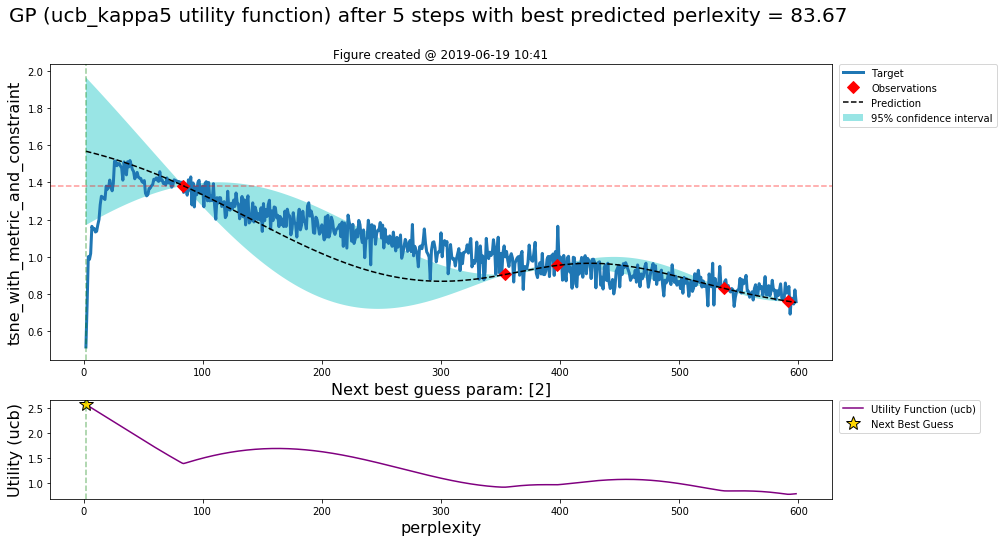 GP (ucb_kappa5 utility function) after 5 steps with best predicted perlexity = 83.67
Figure created @ 2019-06-19 10:41
tsne_with_metric_and_constraint
2.0
1.8
1.6
1.4
1.2
1.0
0.8
0.6
0 100 200 300 400 500 600
Target
Observations
Prediction
95% confidence interval
Next best guess param: [2]
Utility (ucb)
2.5
2.0
1.5
1.0
0 100 200 300 400 500 600
perplexity
Utility Function (ucb)
Next Best Guess